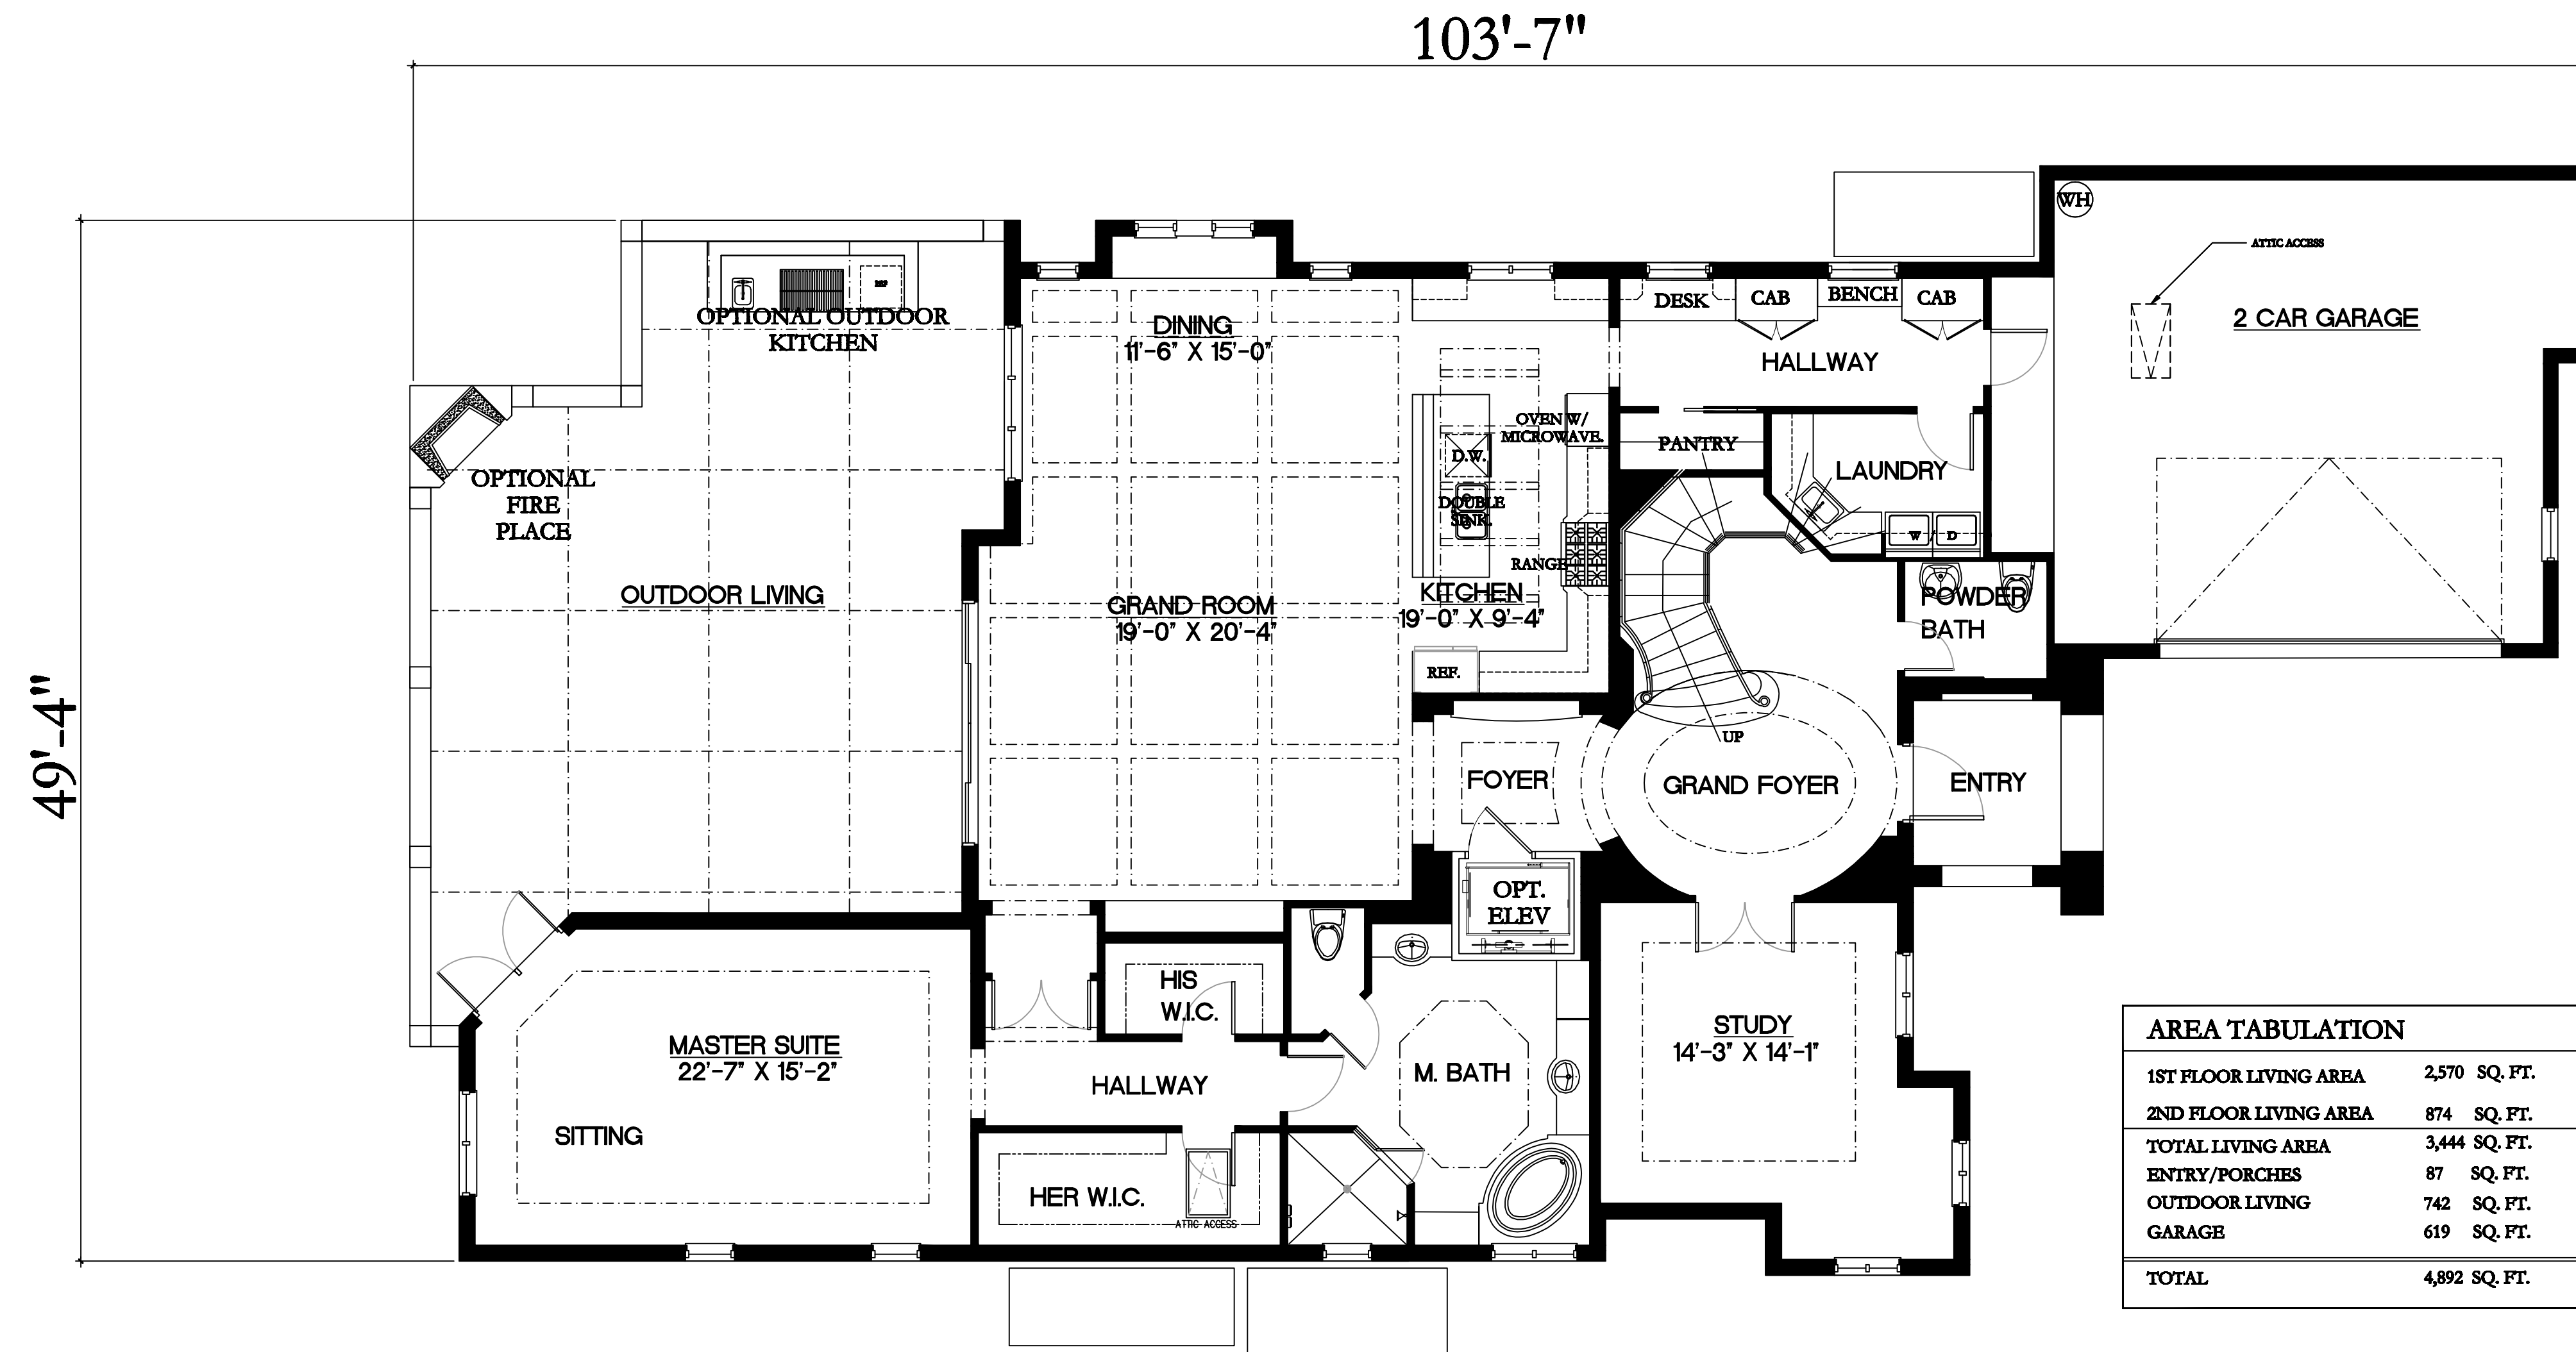 103'-7"
49'-4"
WH
ATTIC ACCESS
2 CAR GARAGE
REF
OPTIONAL OUTDOOR
KITCHEN
DINING
11'-6" X 15'-0"
DESK
CAB
BENCH
CAB
HALLWAY
OVEN W/
MICROWAVE.
D.W.
DOUBLE
SINK.
RANGE
KITCHEN
19'-0" X 9'-4"
REF.
PANTRY
LAUNDRY
W / D
OPTIONAL
FIRE
PLACE
OUTDOOR LIVING
GRAND ROOM
19'-0" X 20'-4"
POWDER
BATH
UP
FOYER
GRAND FOYER
ENTRY
OPT.
ELEV
HIS
W.I.C.
MASTER SUITE
22'-7" X 15'-2"
SITTING
HALLWAY
M. BATH
STUDY
14'-3" X 14'-1"
HER W.I.C.
ATTIC ACCESS
AREA TABULATION
1ST FLOOR LIVING AREA 2,570 SQ. FT.
2ND FLOOR LIVING AREA 874 SQ. FT.
TOTAL LIVING AREA 3,444 SQ. FT.
ENTRY/PORCHES 87 SQ. FT.
OUTDOOR LIVING 742 SQ. FT.
GARAGE 619 SQ. FT.
TOTAL 4,892 SQ. FT.